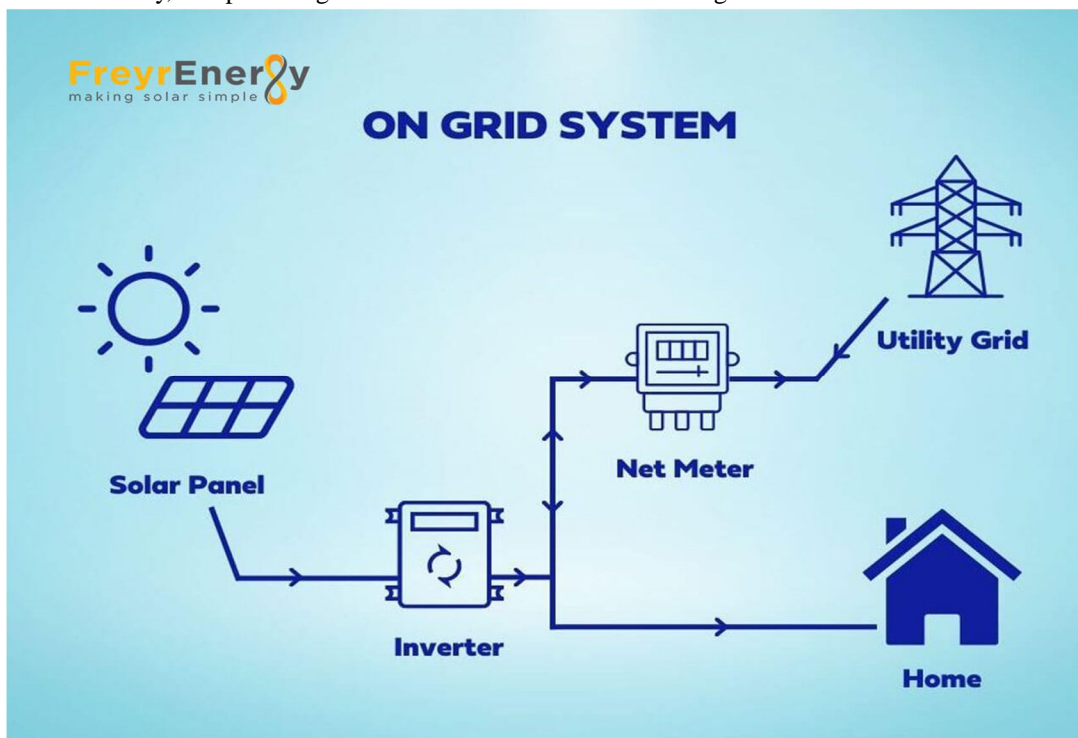 FreyrEnergy
making solar simple
ON GRID SYSTEM
Utility Grid
Net Meter
Solar Panel
Inverter
Home